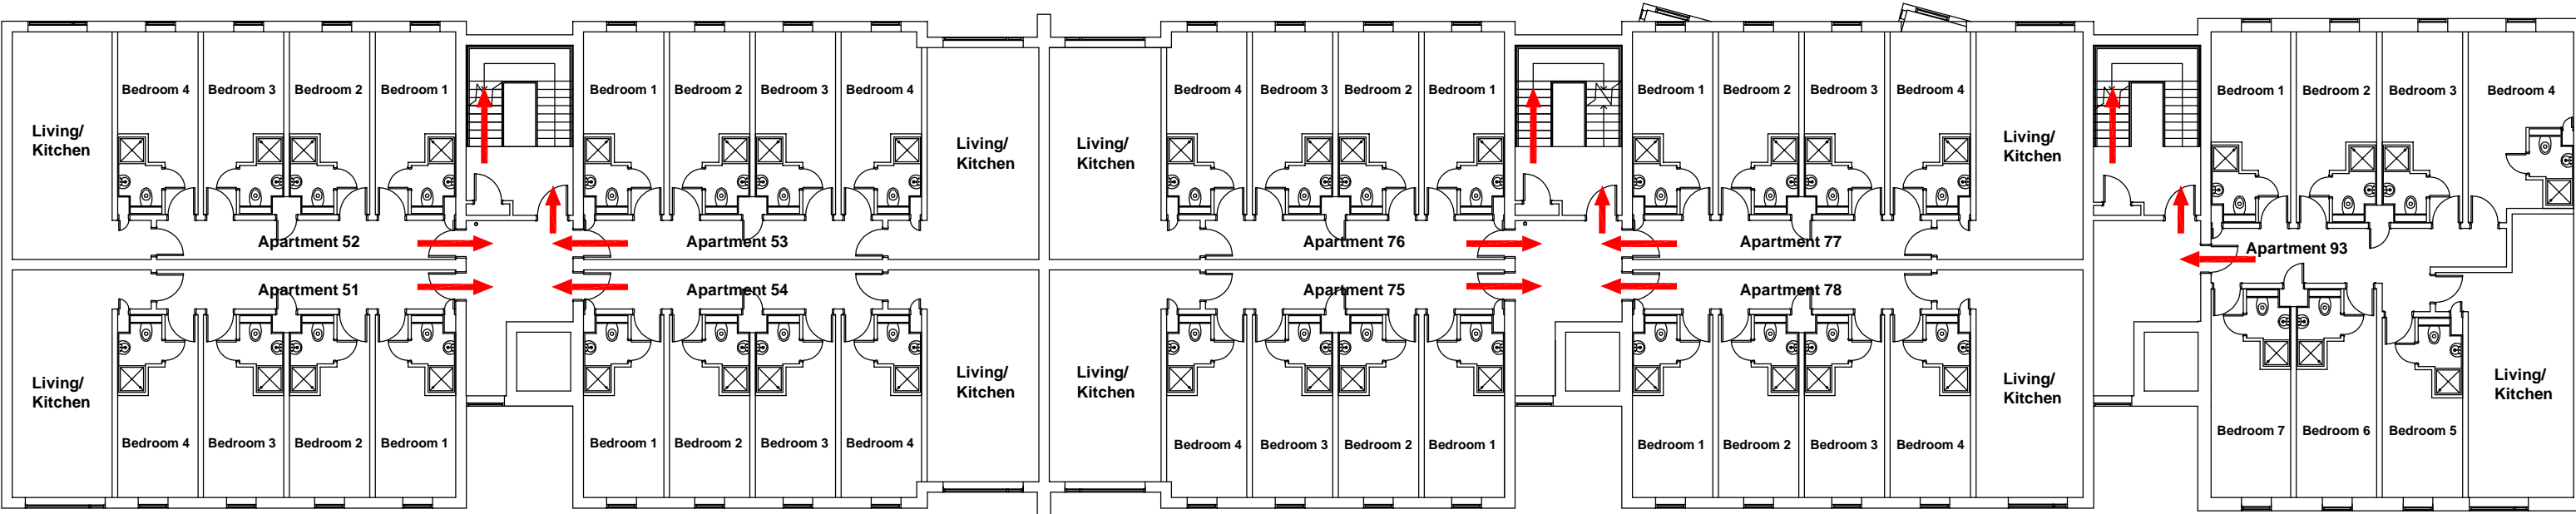 Bedroom 4
Bedroom 3
Bedroom 2
Bedroom 1
Bedroom 1
Bedroom 2
Bedroom 3
Bedroom 4
Bedroom 4
Bedroom 3
Bedroom 2
Bedroom 1
Bedroom 1
Bedroom 2
Bedroom 3
Bedroom 4
Bedroom 1
Bedroom 2
Bedroom 3
Bedroom 4
Living/
Kitchen
Living/
Kitchen
Living/
Kitchen
Living/
Kitchen
Apartment 52
Apartment 53
Apartment 76
Apartment 77
Apartment 93
Apartment 51
Apartment 54
Apartment 75
Apartment 78
Living/
Kitchen
Living/
Kitchen
Living/
Kitchen
Living/
Kitchen
Living/
Kitchen
Bedroom 4
Bedroom 3
Bedroom 2
Bedroom 1
Bedroom 1
Bedroom 2
Bedroom 3
Bedroom 4
Bedroom 4
Bedroom 3
Bedroom 2
Bedroom 1
Bedroom 1
Bedroom 2
Bedroom 3
Bedroom 4
Bedroom 7
Bedroom 6
Bedroom 5